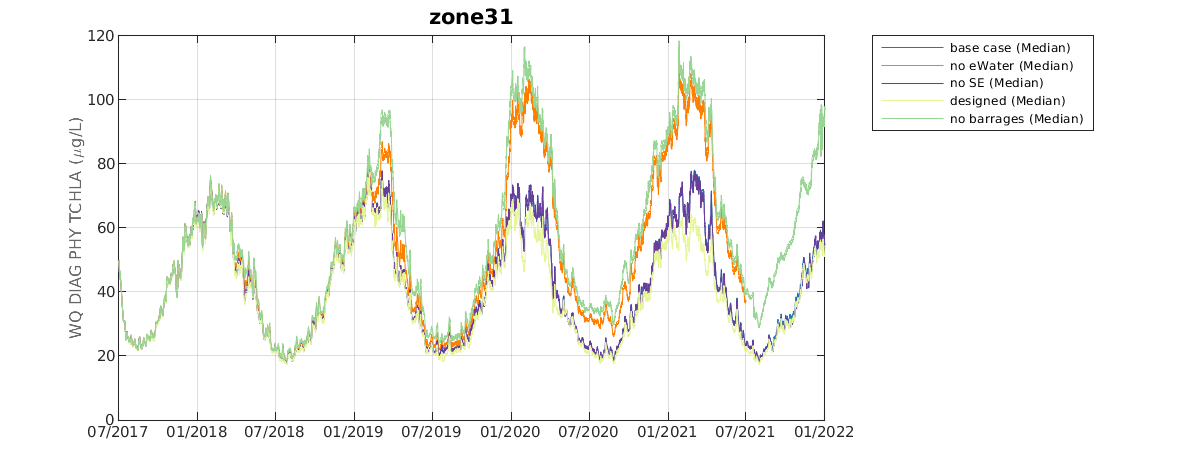 zone31
WQ DIAG PHY TCHLA (μg/L)
120
100
80
60
40
20
0
07/2017 01/2018 07/2018 01/2019 07/2019 01/2020 07/2020 01/2021 07/2021 01/2022
base case (Median)
no eWater (Median)
no SE (Median)
designed (Median)
no barrages (Median)